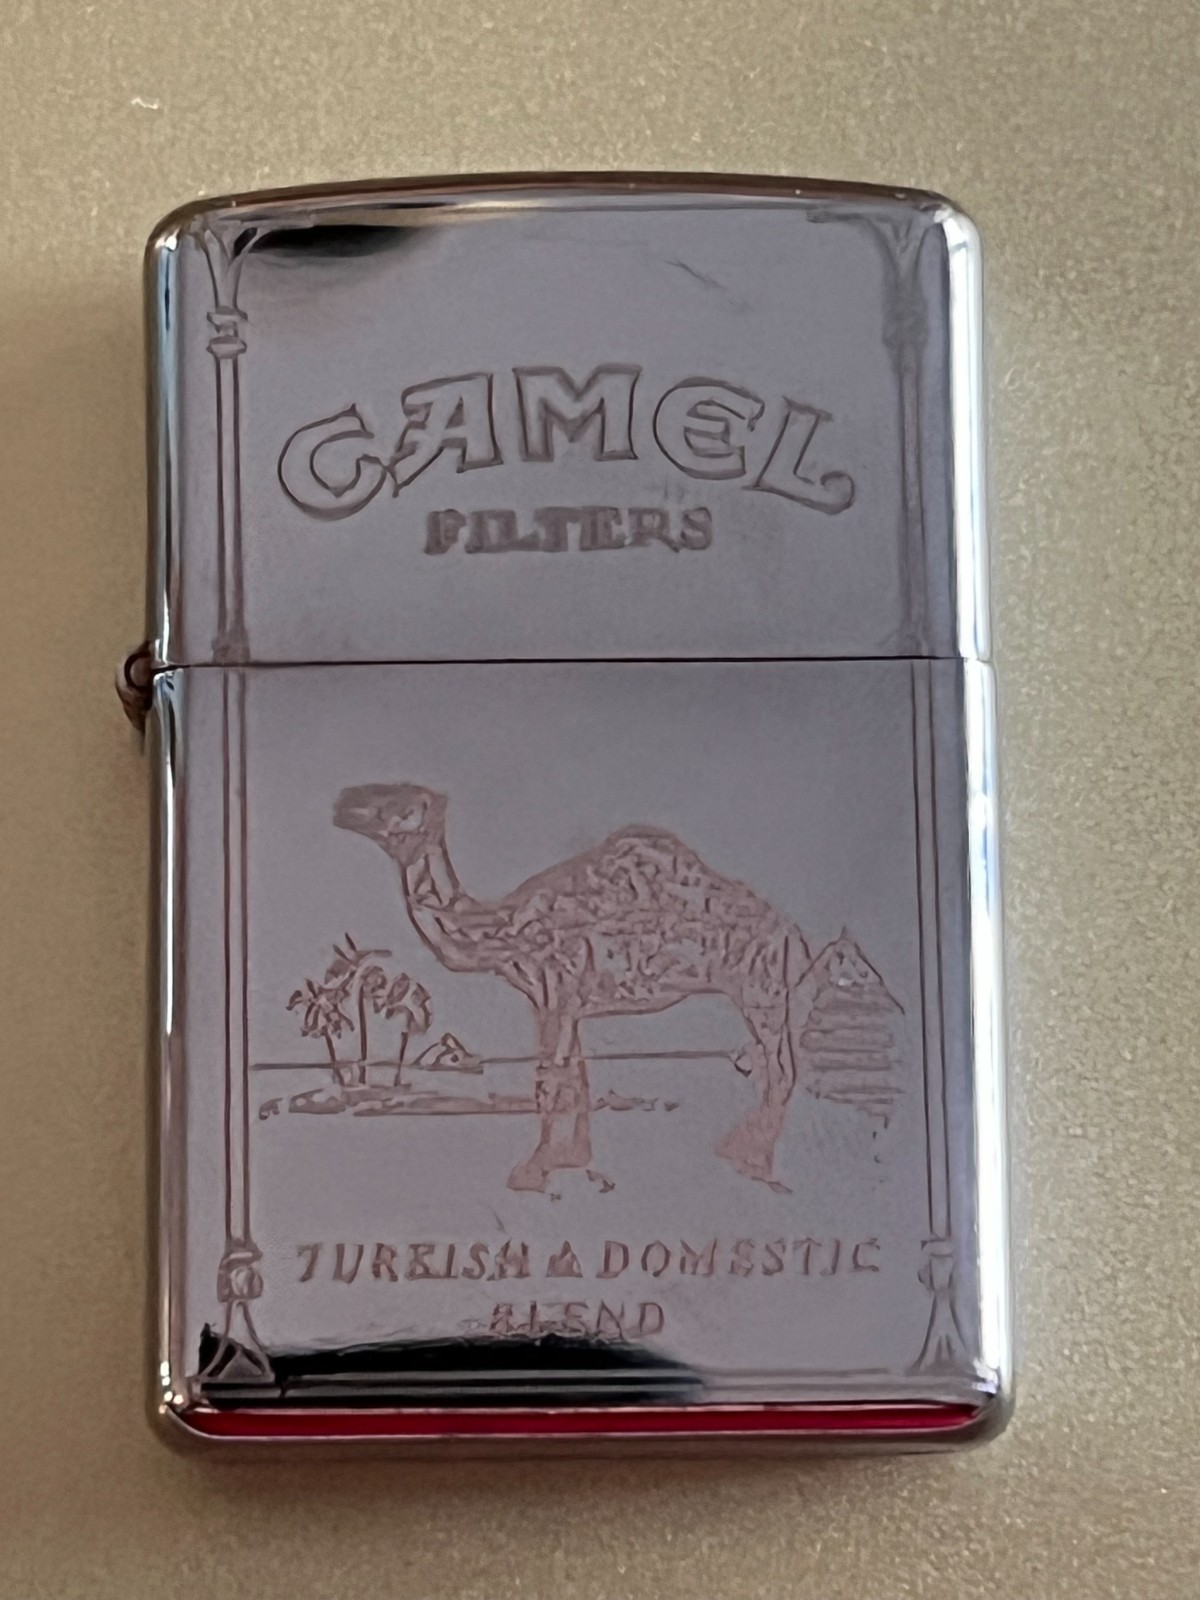 CAMEL
FILTERS
TURKISH & DOMESTIC
BLEND